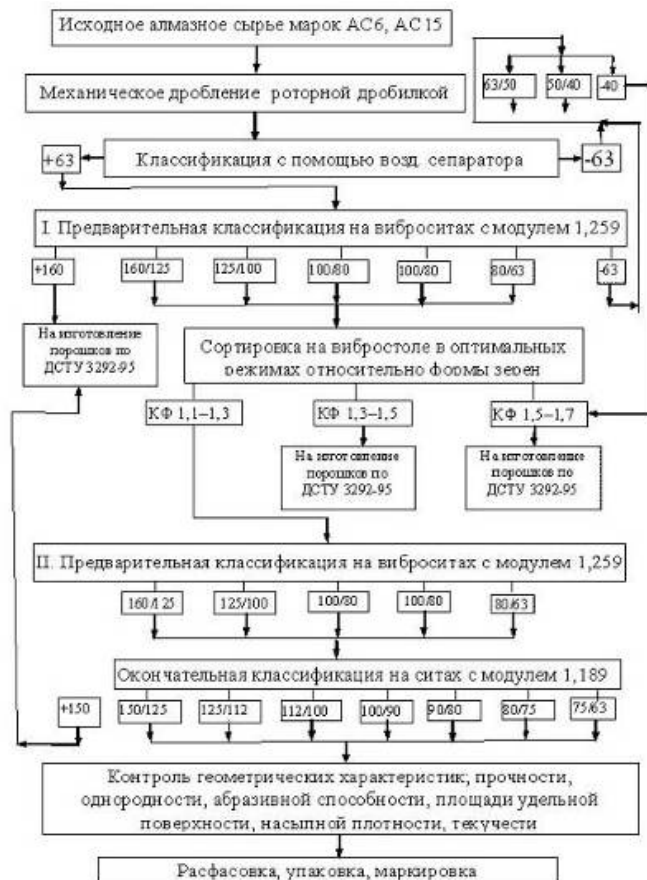 Исходное алмазное сырье марок АС6, АС15
63/50
50/40
-40
Механическое дробление роторной дробилкой
+63
Классификация с помощью возд. сепаратора
-63
I. Предварительная классификация на виброситах с модулем 1,259
+160
160/125
125/100
100/80
100/80
80/63
-63
На изготовление
порошков по
ДСТУ 3292-95
Сортировка на вибростоле в оптимальных
режимах относительно формы зерен
КФ 1,1–1,3
КФ 1,3–1,5
КФ 1,5–1,7
На изготовление
порошков по
ДСТУ 3292-95
На изготовление
порошков по
ДСТУ 3292-95
II. Предварительная классификация на виброситах с модулем 1,259
160/125
125/100
100/80
100/80
80/63
Окончательная классификация на ситах с модулем 1,189
+150
150/125
125/112
112/100
100/90
90/80
80/75
75/63
Контроль геометрических характеристик, прочности,
однородности, абразивной способности, площади удельной
поверхности, насыпной плотности, текучести
Расфасовка, упаковка, маркировка